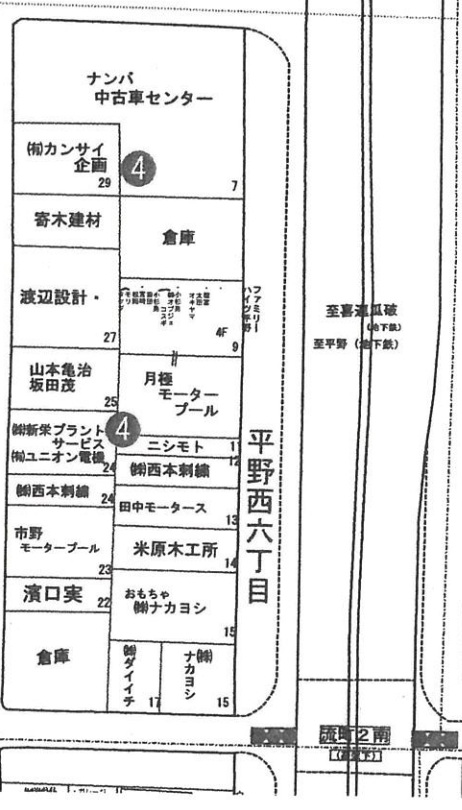 ナンバ
中古車センター
㈲カンサイ
企画
29
4
7
寄木建材
倉庫
渡辺設計・
27
4F
9
ファミリー
ハイツ平野
至喜連瓜破
(地下鉄)
至平野(地下鉄)
山本亀治
坂田茂
25
月極
モーター
プール
㈱新栄プラント
サービス
㈲ユニオン電機
24
4
ニシモト
11
㈱西本刺繍
12
㈱西本刺繍
24
田中モータース
13
市野
モータープール
23
米原木工所
14
濱口実
22
おもちゃ
㈱ナカヨシ
15
倉庫
㈱ダイイチ
17
㈱
ナカヨシ
15
平野西六丁目
流町2南